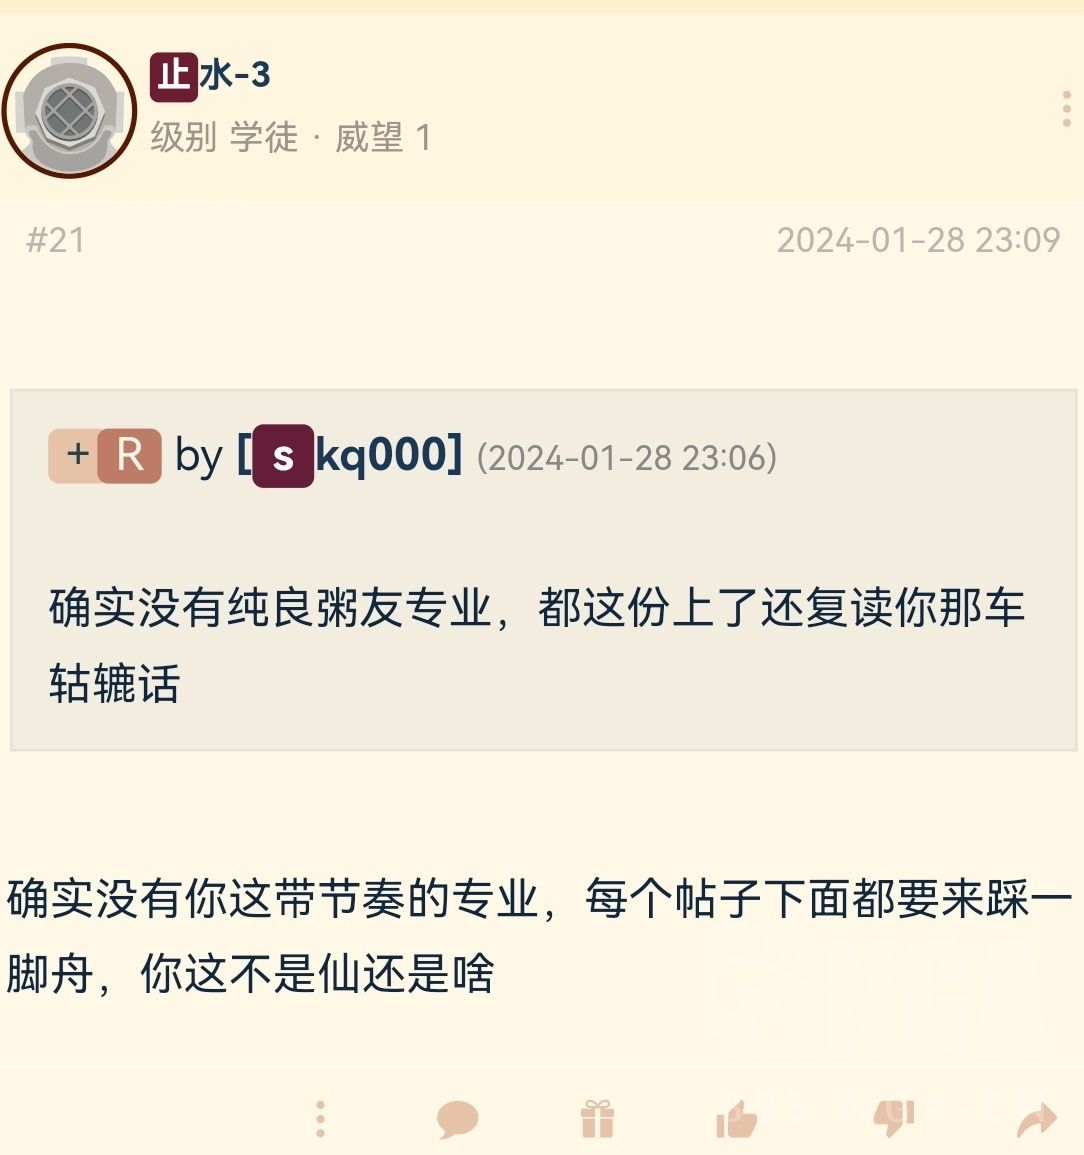 止水-3
级别 学徒 · 威望 1
#21 2024-01-28 23:09
+ R by [skq000] (2024-01-28 23:06)
确实没有纯良粥友专业，都这份上了还复读你那车
轱辘话
确实没有你这带节奏的专业，每个帖子下面都要来踩一
脚舟，你这不是仙还是啥
NGA
BBS.NGA.CN